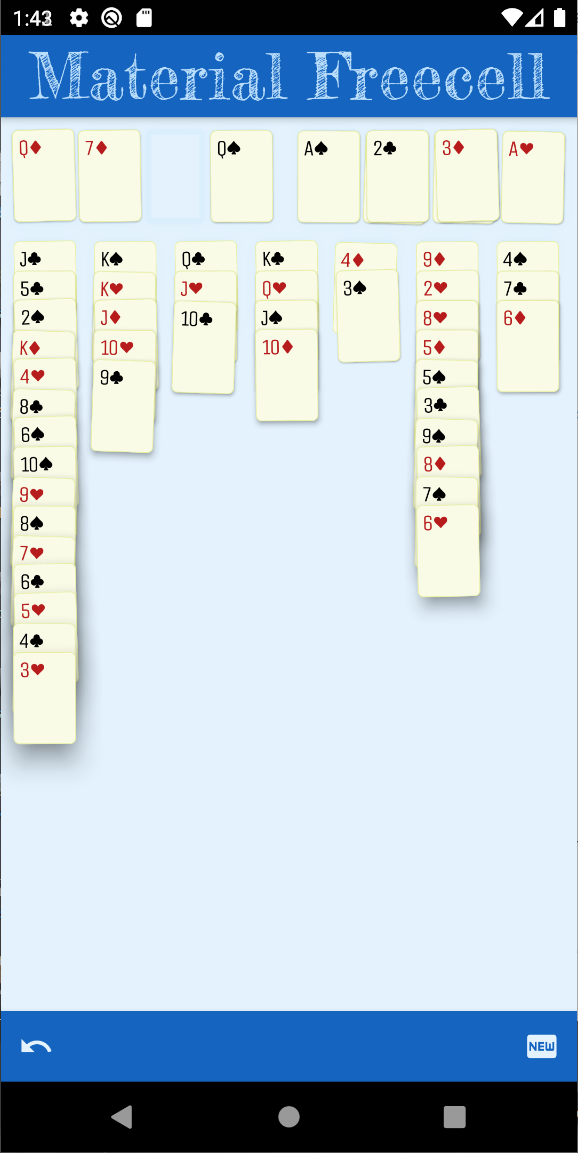 1:43
Material Freecell
Q♦ 7♦ Q♠ A♠ 2♣ 3♦ A♥
J♣ K♠ Q♣ K♣ 4♦ 9♦ 4♠
5♣ K♥ J♥ Q♥ 3♠ 2♥ 7♣
2♠ J♦ 10♣ J♠ 8♥ 6♦
K♦ 10♥ 10♦ 5♦
4♥ 9♣ 5♠
8♣ 3♣
6♠ 9♠
10♠ 8♦
9♥ 7♠
8♠ 6♥
7♥
6♣
5♥
4♣
3♥
NEW